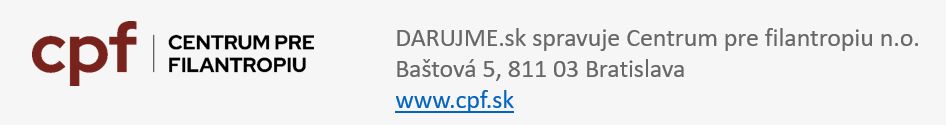 cpf
CENTRUM PRE
FILANTROPIU
DARUJME.sk spravuje Centrum pre filantropiu n.o.
Baštová 5, 811 03 Bratislava
www.cpf.sk